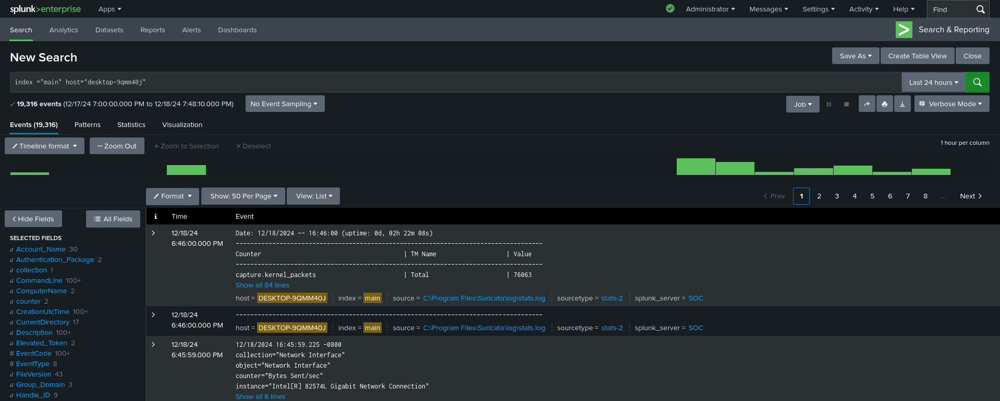 splunk>enterprise Apps Administrator Messages Settings Activity Help Find
Search Analytics Datasets Reports Alerts Dashboards Search & Reporting
New Search Save As Create Table View Close
index ="main" host="desktop-9qmm40j" Last 24 hours
19,316 events (12/17/24 7:00:00.000 PM to 12/18/24 7:48:10.000 PM) No Event Sampling Job Verbose Mode
Events (19,316) Patterns Statistics Visualization
Timeline format — Zoom Out + Zoom to Selection × Deselect 1 hour per column
Format Show: 50 Per Page View: List < Prev 1 2 3 4 5 6 7 8 ... Next >
< Hide Fields All Fields
i Time Event
SELECTED FIELDS
a Account_Name 30
a Authentication_Package 2
a collection 1
a CommandLine 100+
a ComputerName 2
a counter 2
a CreationUtcTime 100+
a CurrentDirectory 17
a Description 100+
a Elevated_Token 2
# EventCode 100+
# EventType 8
a FileVersion 43
a Group_Domain 3
a Handle_ID 9
> 12/18/24
6:46:00.000 PM
Date: 12/18/2024 -- 16:46:00 (uptime: 0d, 02h 22m 08s)
------------------------------------------------------------------------------------
Counter | TM Name | Value
------------------------------------------------------------------------------------
capture.kernel_packets | Total | 76063
Show all 84 lines
host = DESKTOP-9QMM40J index = main source = C:\Program Files\Suricata\log\stats.log sourcetype = stats-2 splunk_server = SOC
> 12/18/24
6:46:00.000 PM
------------------------------------------------------------------------------------
host = DESKTOP-9QMM40J index = main source = C:\Program Files\Suricata\log\stats.log sourcetype = stats-2 splunk_server = SOC
> 12/18/24
6:45:59.000 PM
12/18/2024 16:45:59.225 -0800
collection="Network Interface"
object="Network Interface"
counter="Bytes Sent/sec"
instance="Intel[R] 82574L Gigabit Network Connection"
Show all 6 lines